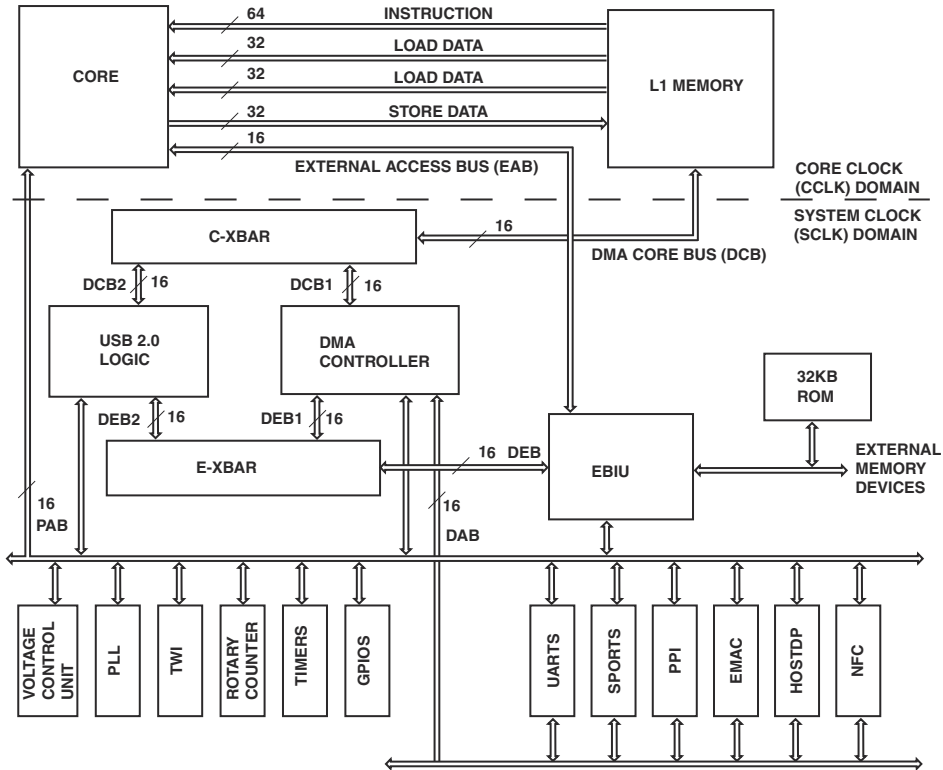 64
INSTRUCTION
32
LOAD DATA
CORE
32
LOAD DATA
L1 MEMORY
32
STORE DATA
16
EXTERNAL ACCESS BUS (EAB)
CORE CLOCK
(CCLK) DOMAIN
SYSTEM CLOCK
(SCLK) DOMAIN
C-XBAR
16
DMA CORE BUS (DCB)
DCB2
16
DCB1
16
USB 2.0
LOGIC
DMA
CONTROLLER
32KB
ROM
DEB2
16
DEB1
16
E-XBAR
16
DEB
EBIU
EXTERNAL
MEMORY
DEVICES
16
PAB
16
DAB
VOLTAGE
CONTROL
UNIT
PLL
TWI
ROTARY
COUNTER
TIMERS
GPIOS
UARTS
SPORTS
PPI
EMAC
HOSTDP
NFC